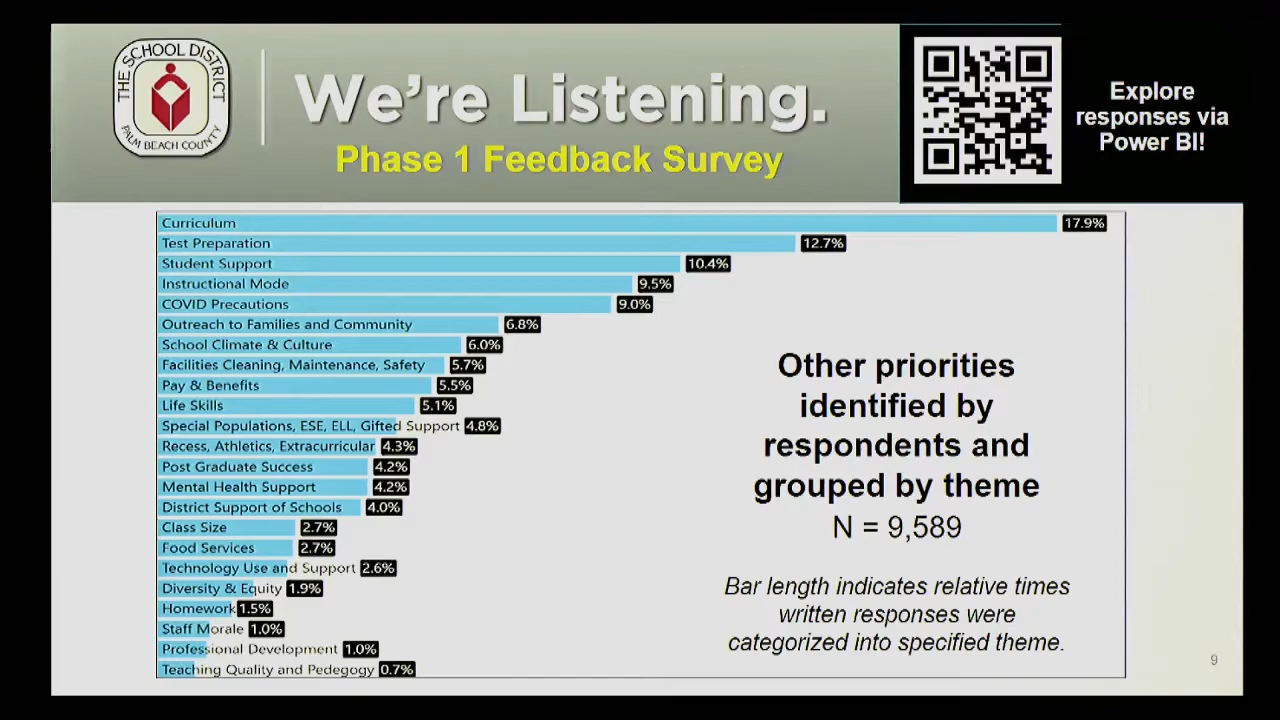 THE SCHOOL DISTRICT
PALM BEACH COUNTY
We're Listening.
Phase 1 Feedback Survey
Explore
responses via
Power BI!
Curriculum 17.9%
Test Preparation 12.7%
Student Support 10.4%
Instructional Mode 9.5%
COVID Precautions 9.0%
Outreach to Families and Community 6.8%
School Climate & Culture 6.0%
Facilities Cleaning, Maintenance, Safety 5.7%
Pay & Benefits 5.5%
Life Skills 5.1%
Special Populations, ESE, ELL, Gifted Support 4.8%
Recess, Athletics, Extracurricular 4.3%
Post Graduate Success 4.2%
Mental Health Support 4.2%
District Support of Schools 4.0%
Class Size 2.7%
Food Services 2.7%
Technology Use and Support 2.6%
Diversity & Equity 1.9%
Homework 1.5%
Staff Morale 1.0%
Professional Development 1.0%
Teaching Quality and Pedegogy 0.7%
Other priorities
identified by
respondents and
grouped by theme
N = 9,589
Bar length indicates relative times
written responses were
categorized into specified theme.
9